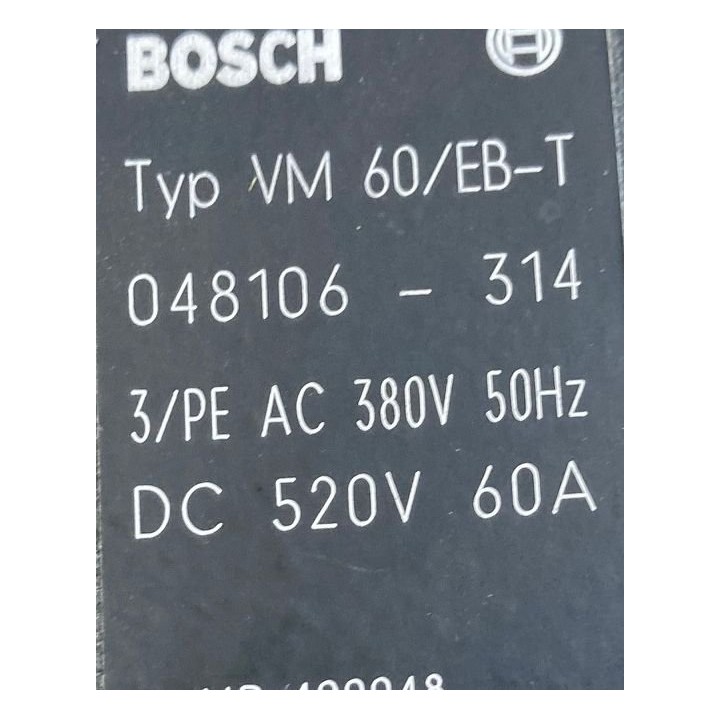 BOSCH
Typ VM 60/EB-T
048106 - 314
3/PE AC 380V 50Hz
DC 520V 60A